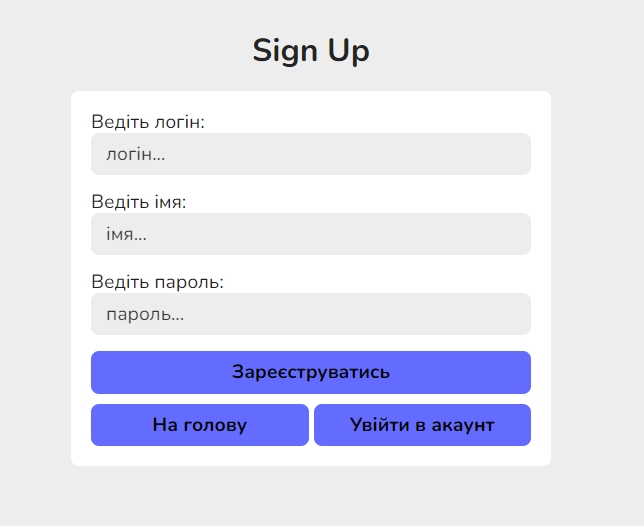 Sign Up
Ведіть логін:
логін...
Ведіть імя:
імя...
Ведіть пароль:
пароль...
Зареєструватись
На голову
Увійти в акаунт